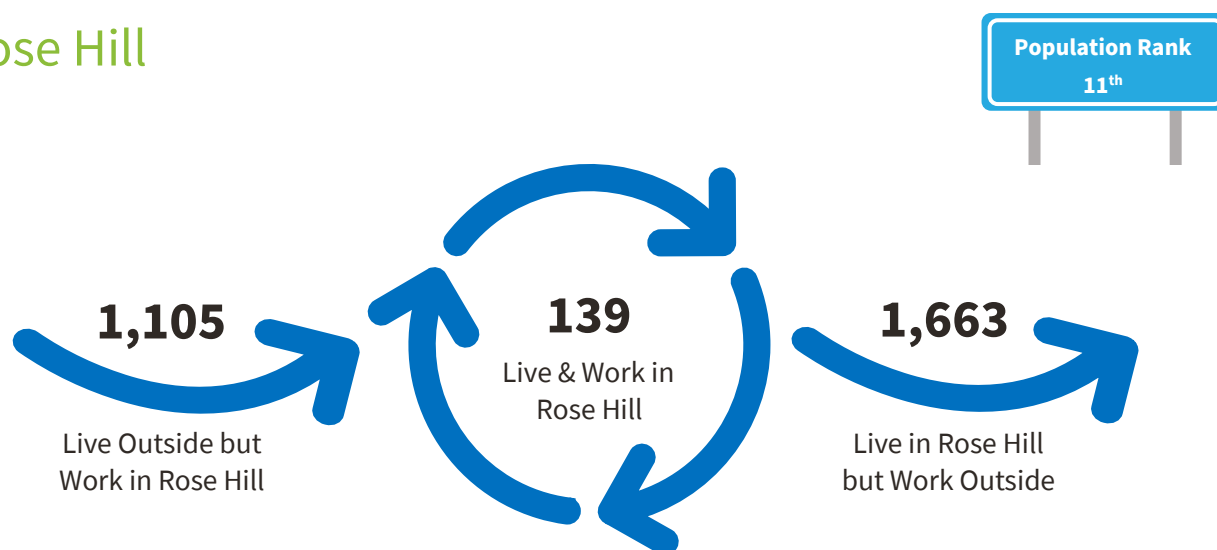 ose Hill
Population Rank
11th
1,105
Live Outside but
Work in Rose Hill
139
Live & Work in
Rose Hill
1,663
Live in Rose Hill
but Work Outside